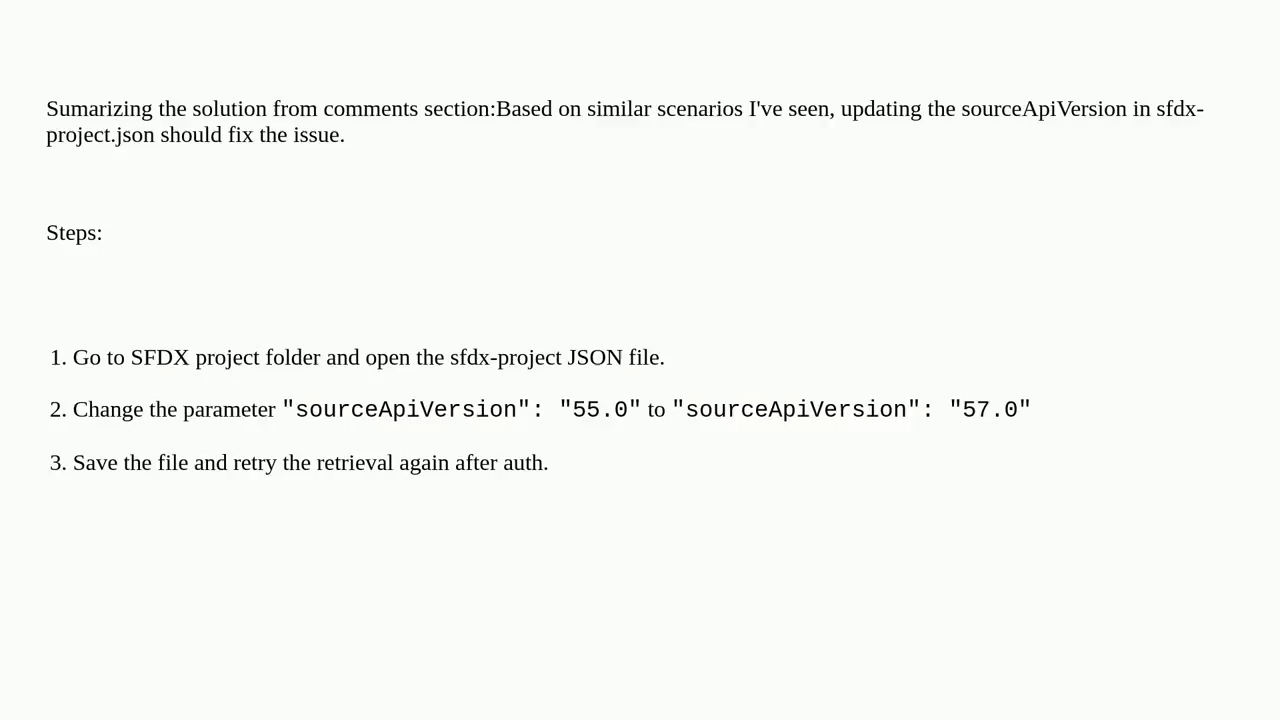 Sumarizing the solution from comments section:Based on similar scenarios I've seen, updating the sourceApiVersion in sfdx-
project.json should fix the issue.
Steps:
1. Go to SFDX project folder and open the sfdx-project JSON file.
2. Change the parameter "sourceApiVersion": "55.0" to "sourceApiVersion": "57.0"
3. Save the file and retry the retrieval again after auth.